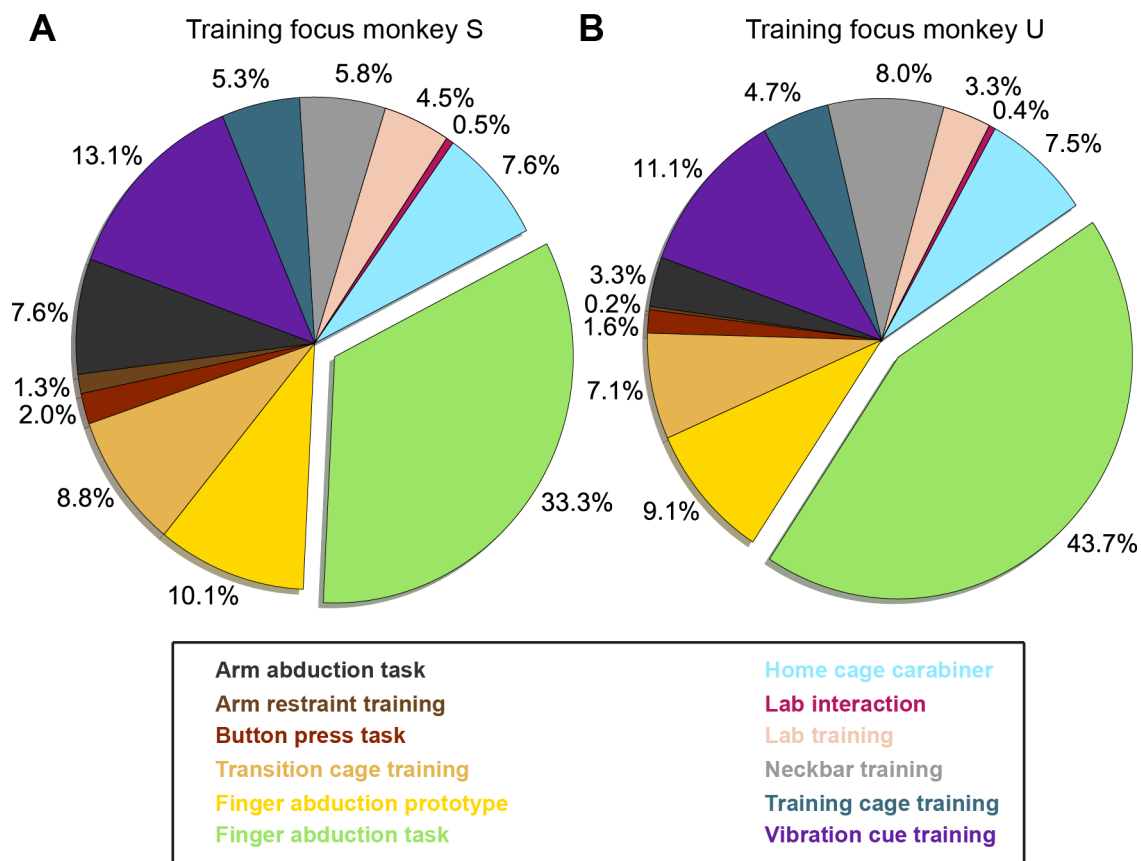 A
Training focus monkey S
5.3%
5.8%
4.5%
0.5%
7.6%
13.1%
7.6%
1.3%
2.0%
8.8%
10.1%
33.3%
B
Training focus monkey U
4.7%
8.0%
3.3%
0.4%
7.5%
11.1%
3.3%
0.2%
1.6%
7.1%
9.1%
43.7%
Arm abduction task
Arm restraint training
Button press task
Transition cage training
Finger abduction prototype
Finger abduction task
Home cage carabiner
Lab interaction
Lab training
Neckbar training
Training cage training
Vibration cue training